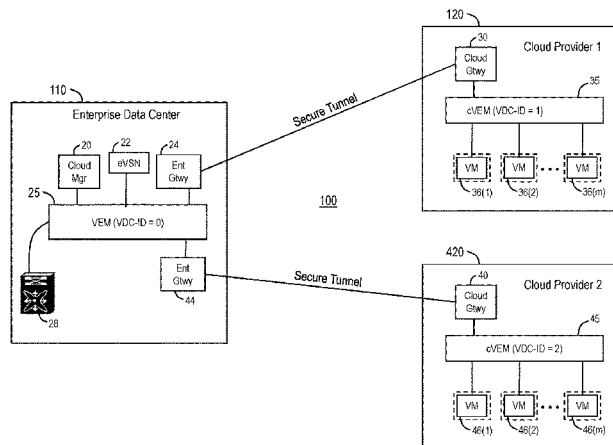 110
Enterprise Data Center
20
Cloud
Mgr
22
eVSN
24
Ent
Gtwy
25
VEM (VDC-ID = 0)
28
Ent
Gtwy
44
Secure Tunnel
100
Secure Tunnel
120
30
Cloud Provider 1
Cloud
Gtwy
35
cVEM (VDC-ID = 1)
VM
VM
VM
36(1)
36(2)
36(m)
420
40
Cloud Provider 2
Cloud
Gtwy
45
cVEM (VDC-ID = 2)
VM
VM
VM
46(1)
46(2)
46(m)